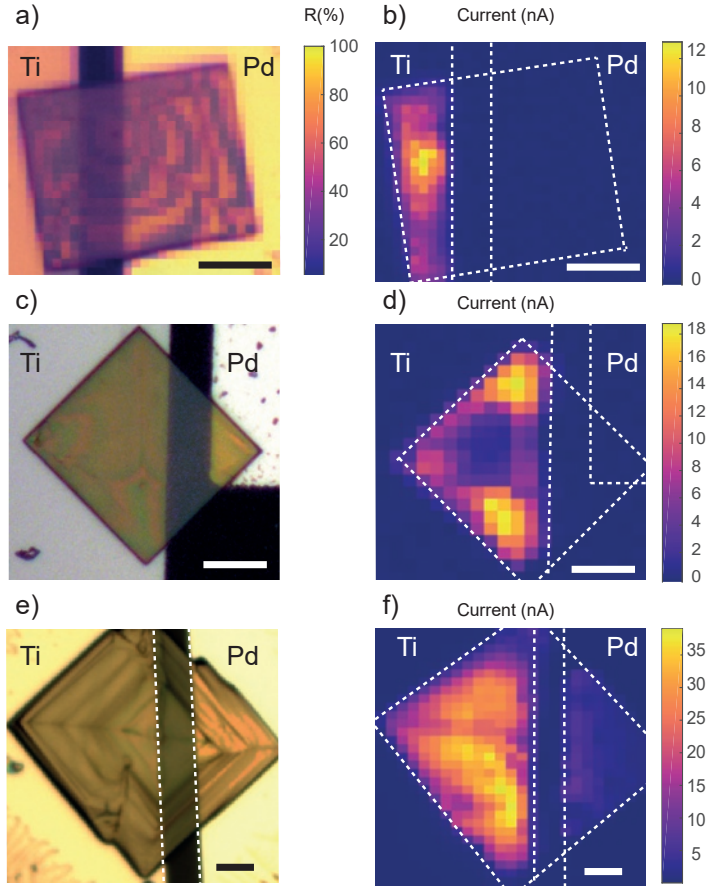 a)
R(%)
b)
Current (nA)
Ti
Pd
100
80
60
40
20
Ti
Pd
12
10
8
6
4
2
0
c)
d)
Current (nA)
Ti
Pd
Ti
Pd
18
16
14
12
10
8
6
4
2
0
e)
f)
Current (nA)
Ti
Pd
Ti
Pd
35
30
25
20
15
10
5